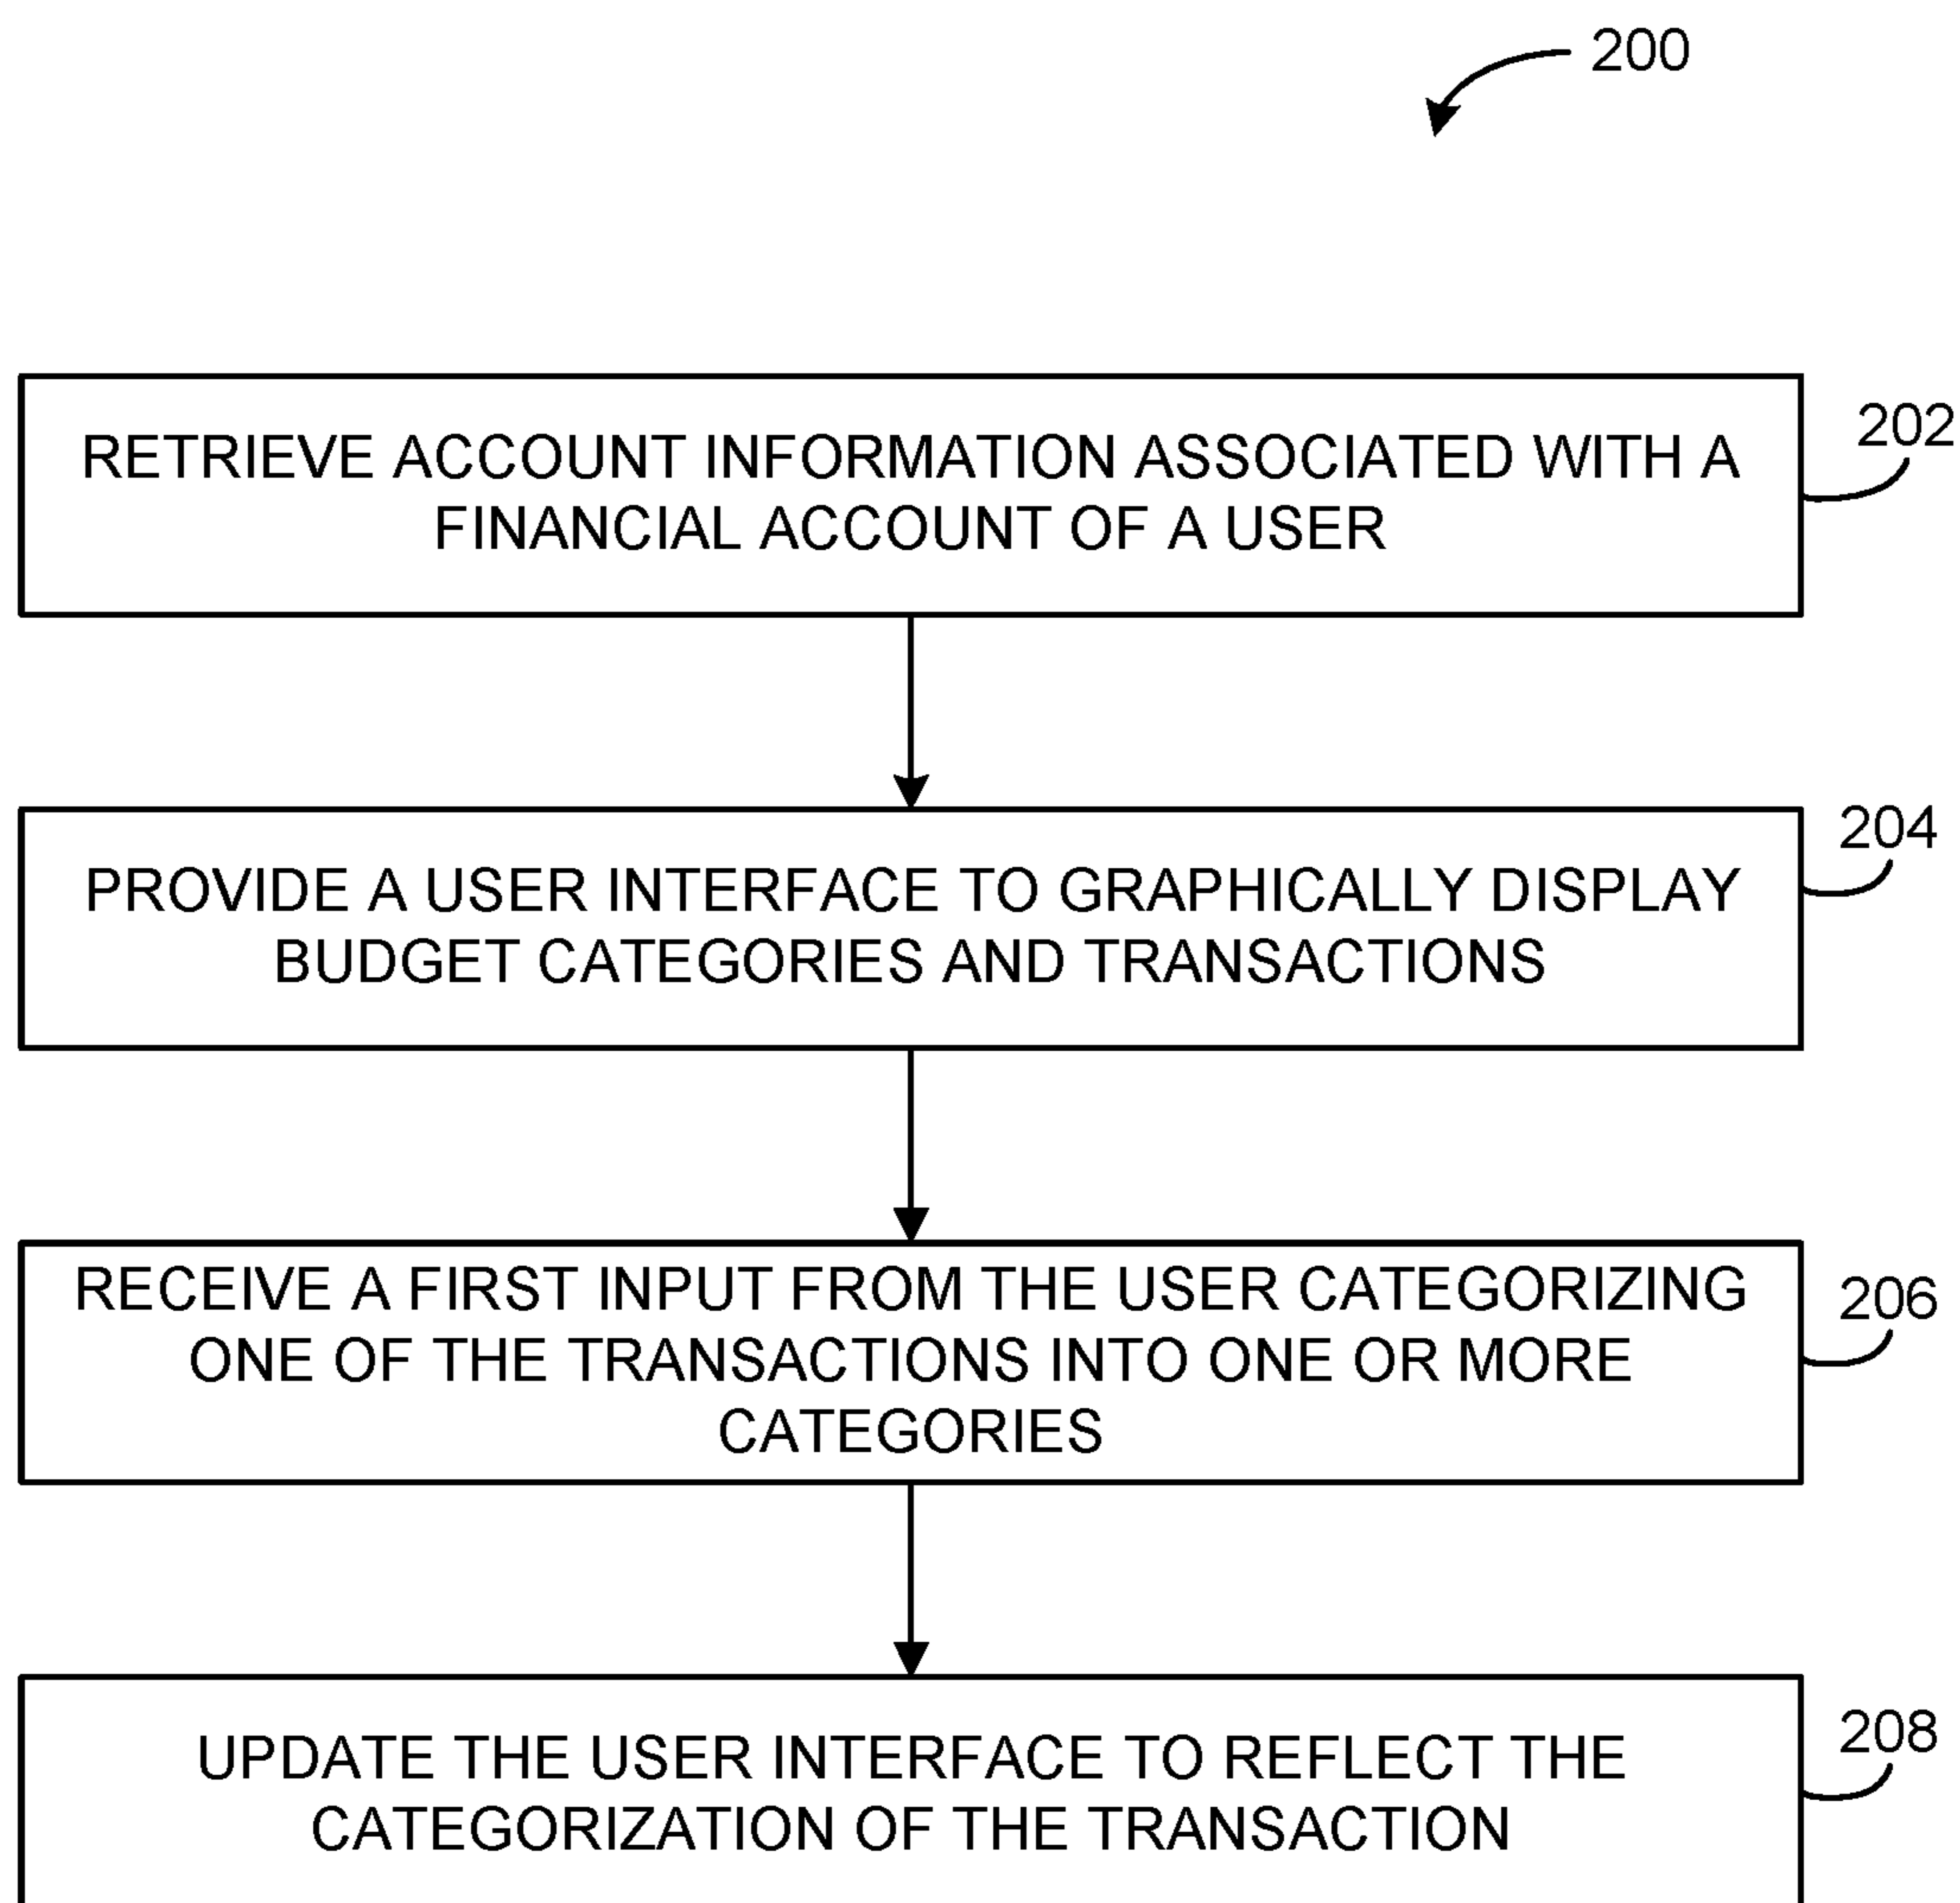 200
RETRIEVE ACCOUNT INFORMATION ASSOCIATED WITH A
FINANCIAL ACCOUNT OF A USER
202
PROVIDE A USER INTERFACE TO GRAPHICALLY DISPLAY
BUDGET CATEGORIES AND TRANSACTIONS
204
RECEIVE A FIRST INPUT FROM THE USER CATEGORIZING
ONE OF THE TRANSACTIONS INTO ONE OR MORE
CATEGORIES
206
UPDATE THE USER INTERFACE TO REFLECT THE
CATEGORIZATION OF THE TRANSACTION
208